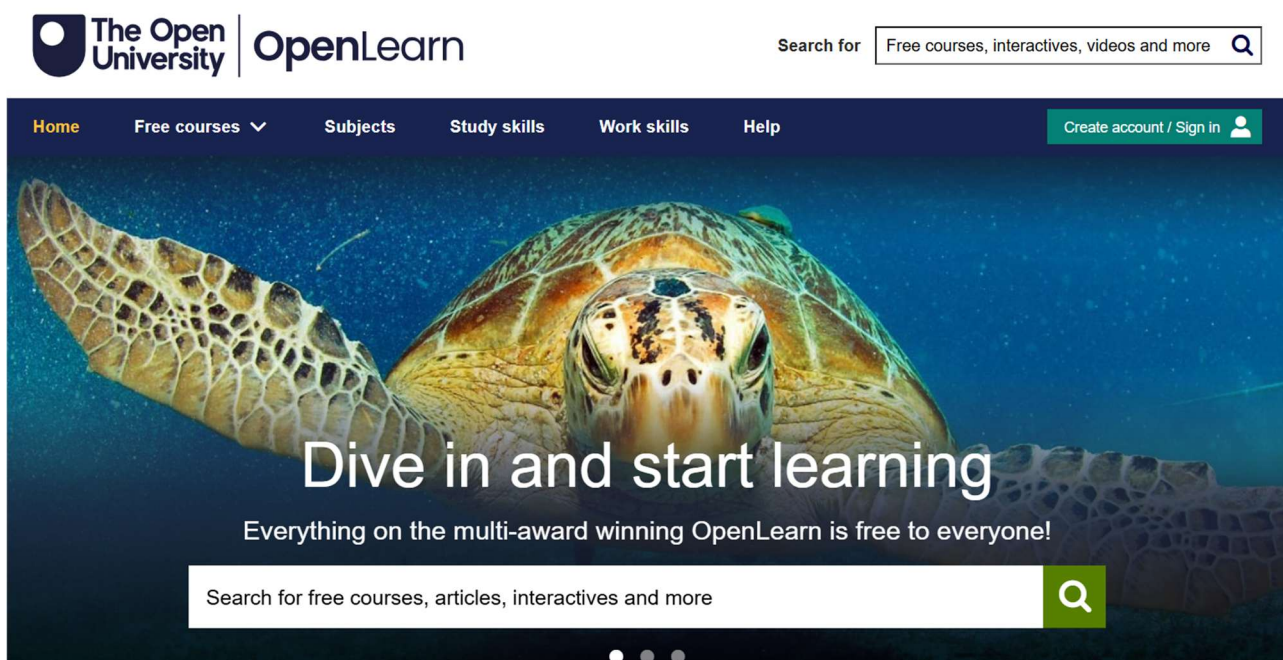 The Open
University
OpenLearn
Search for
Free courses, interactives, videos and more
Home
Free courses
Subjects
Study skills
Work skills
Help
Create account / Sign in
Dive in and start learning
Everything on the multi-award winning OpenLearn is free to everyone!
Search for free courses, articles, interactives and more